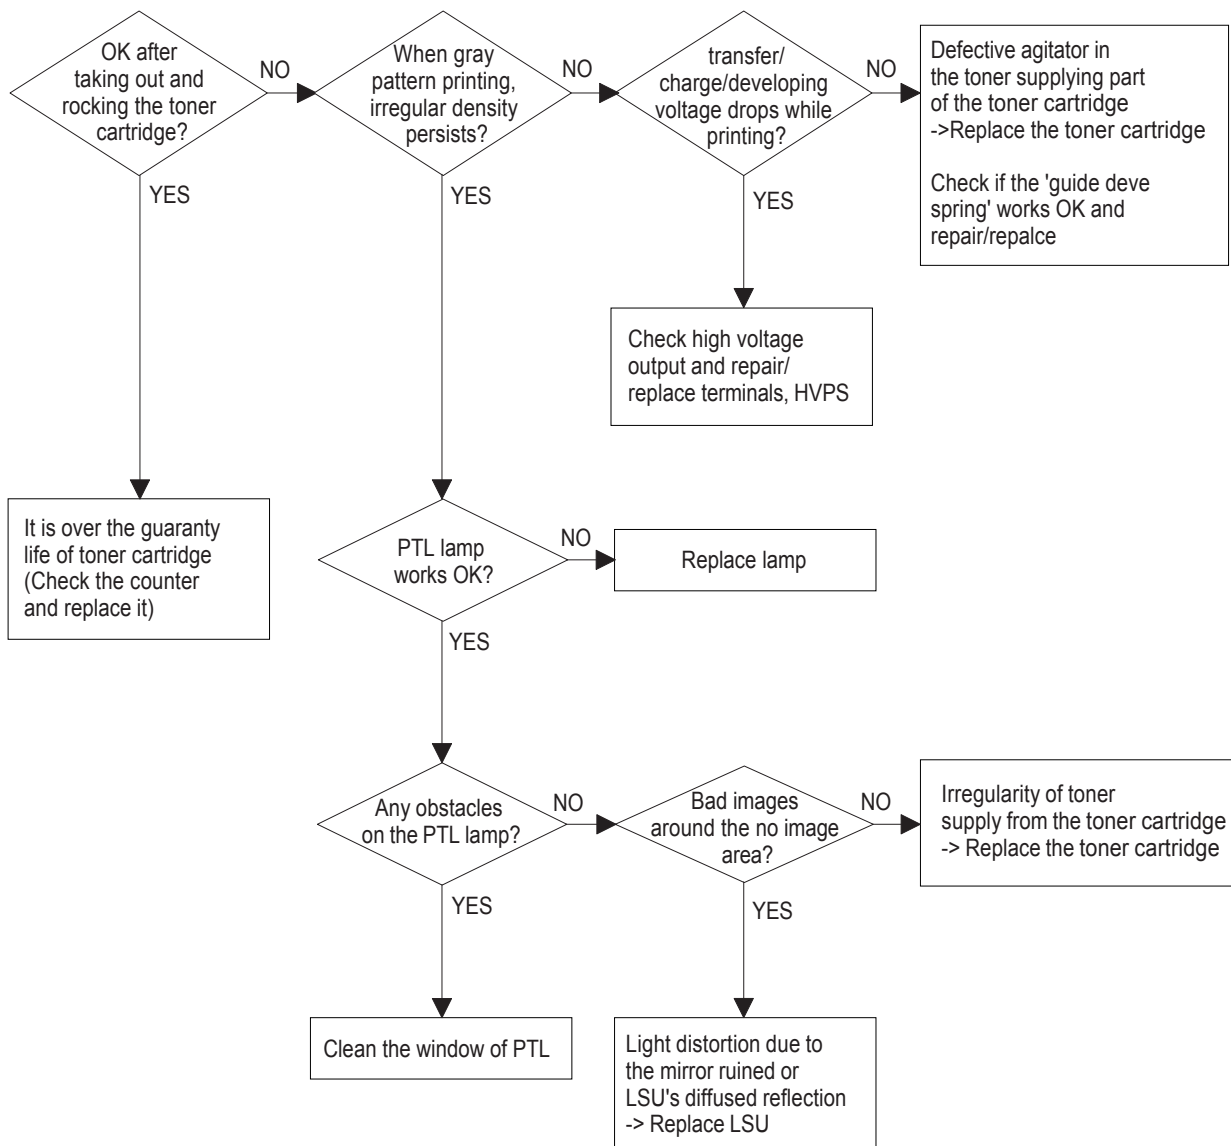 OK after
taking out and
rocking the toner
cartridge?
NO
YES
When gray
pattern printing,
irregular density
persists?
NO
YES
transfer/
charge/developing
voltage drops while
printing?
NO
YES
Defective agitator in
the toner supplying part
of the toner cartridge
->Replace the toner cartridge
Check if the 'guide deve
spring' works OK and
repair/repalce
Check high voltage
output and repair/
replace terminals, HVPS
It is over the guaranty
life of toner cartridge
(Check the counter
and replace it)
PTL lamp
works OK?
NO
YES
Replace lamp
Any obstacles
on the PTL lamp?
NO
YES
Bad images
around the no image
area?
NO
YES
Irregularity of toner
supply from the toner cartridge
-> Replace the toner cartridge
Clean the window of PTL
Light distortion due to
the mirror ruined or
LSU's diffused reflection
-> Replace LSU